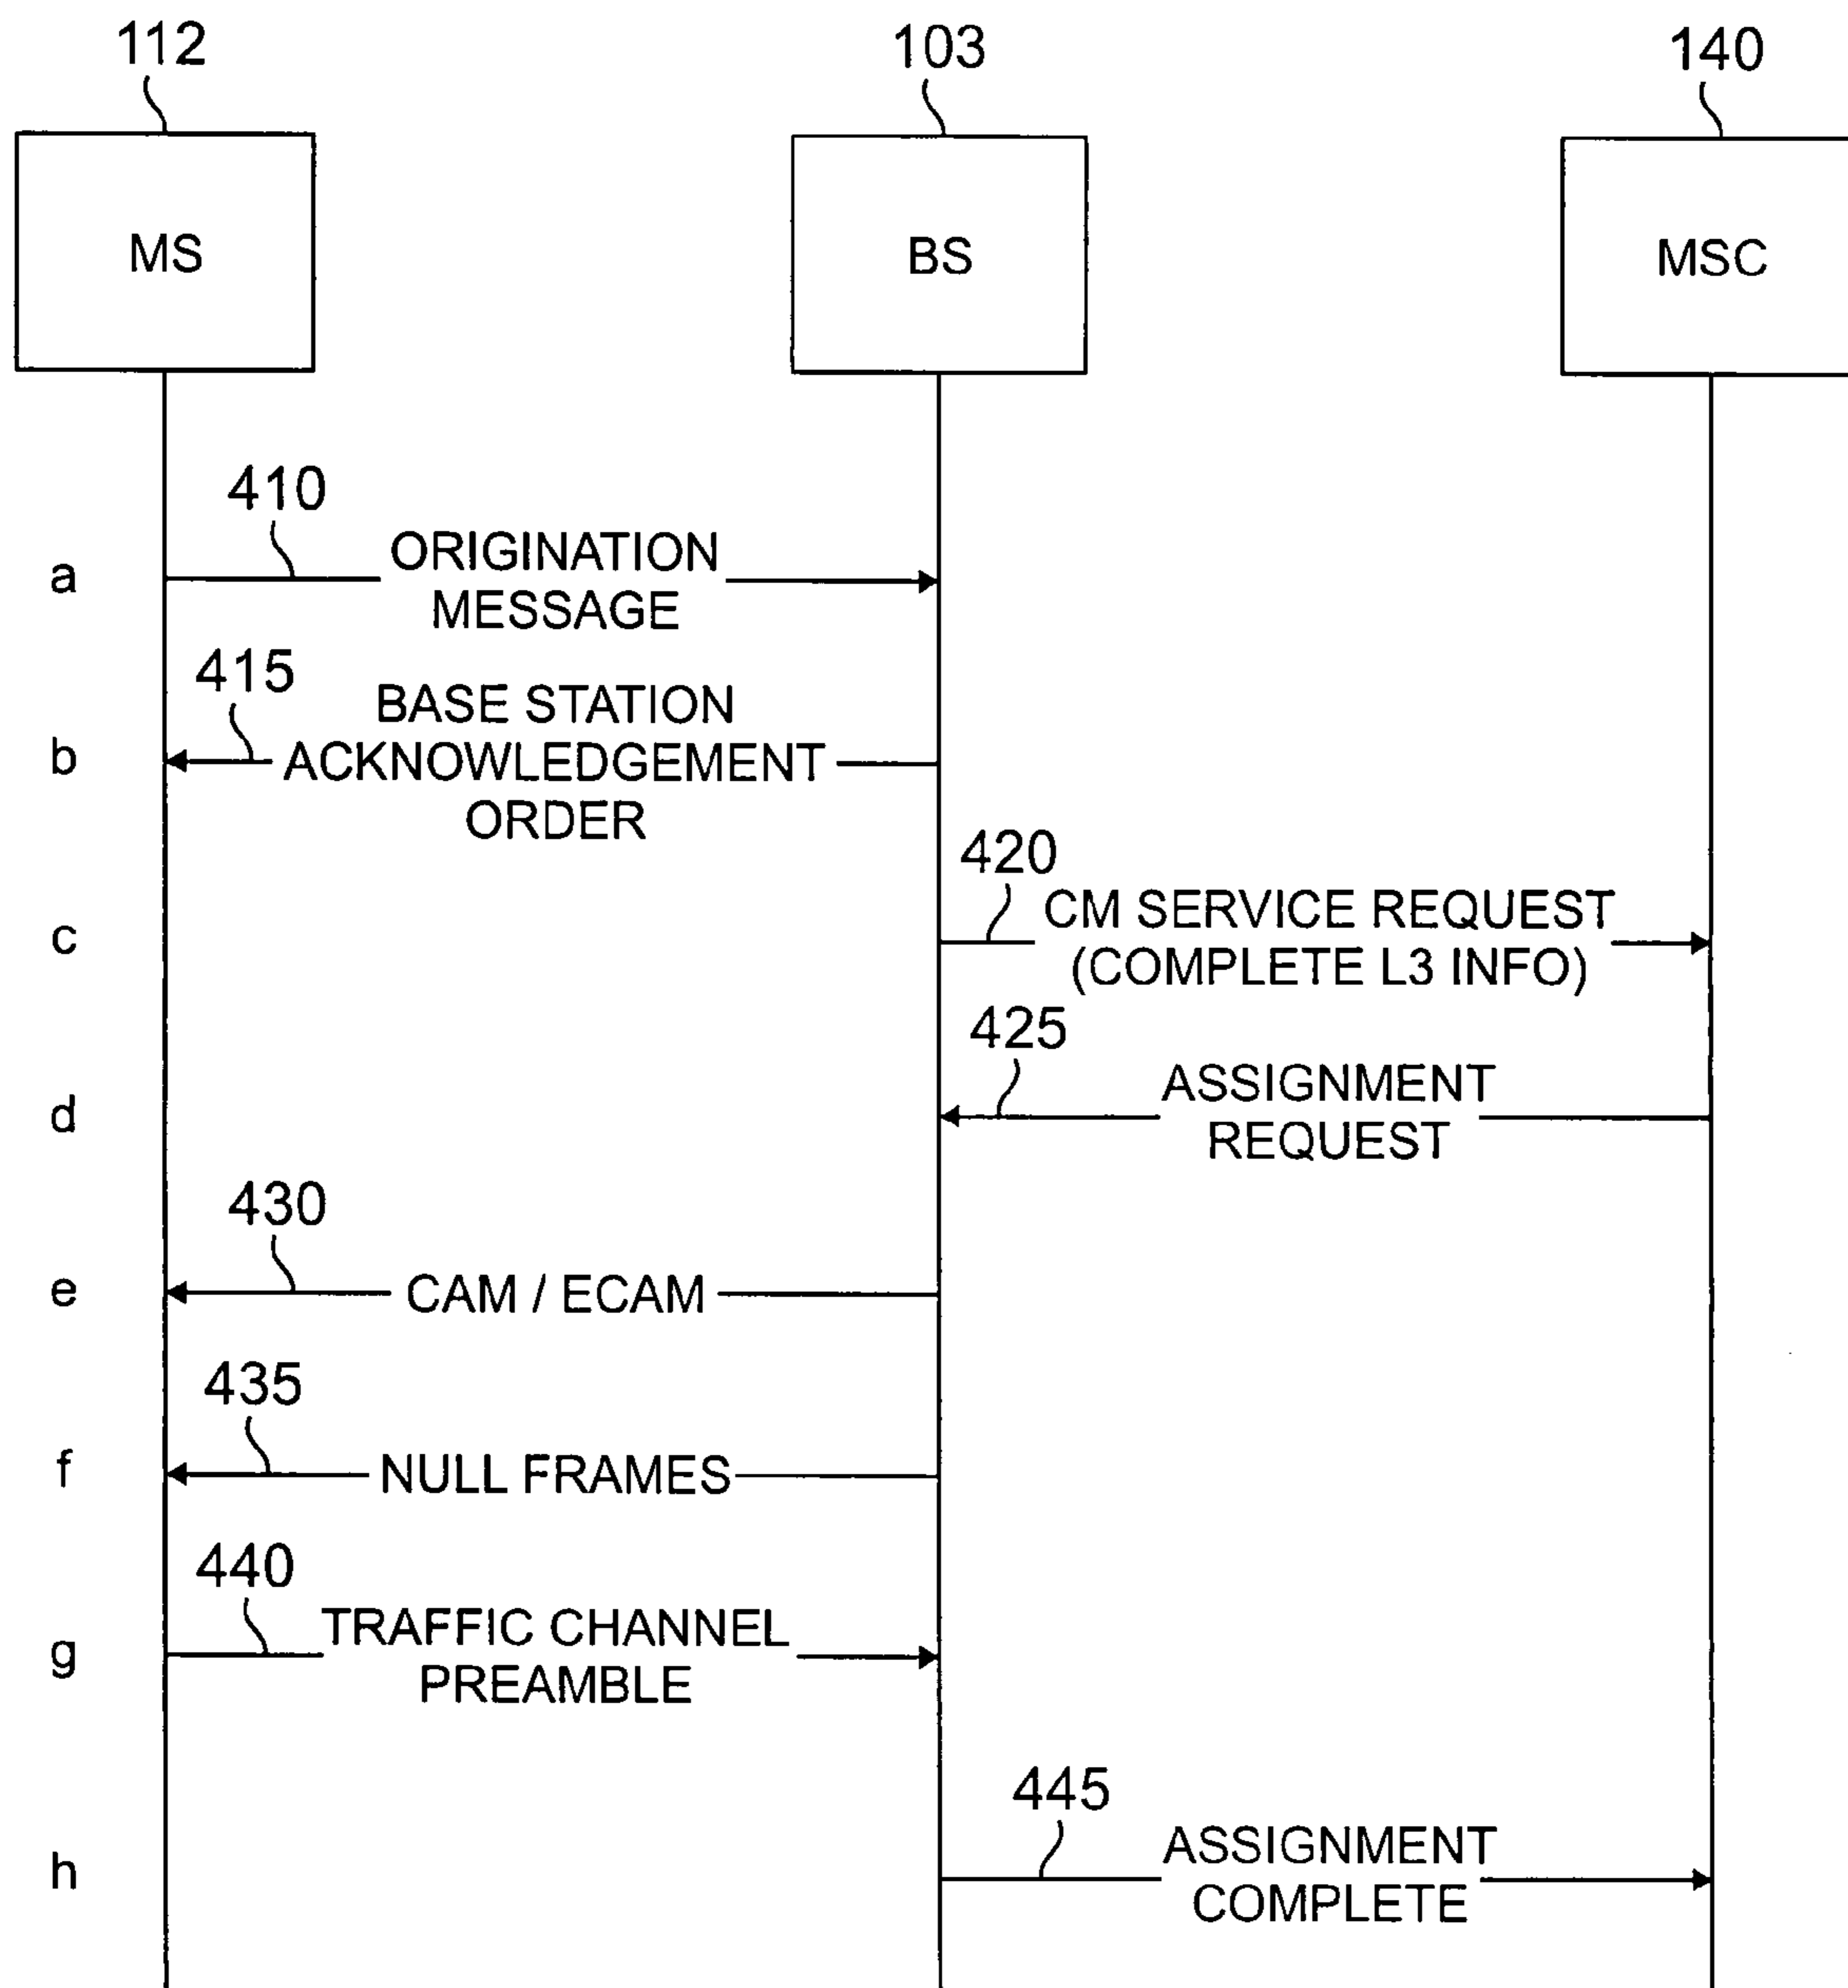 112
103
140
MS
BS
MSC
410
a
ORIGINATION
MESSAGE
415
b
BASE STATION
ACKNOWLEDGEMENT
ORDER
420
c
CM SERVICE REQUEST
(COMPLETE L3 INFO)
425
d
ASSIGNMENT
REQUEST
430
e
CAM / ECAM
435
f
NULL FRAMES
440
g
TRAFFIC CHANNEL
PREAMBLE
445
h
ASSIGNMENT
COMPLETE